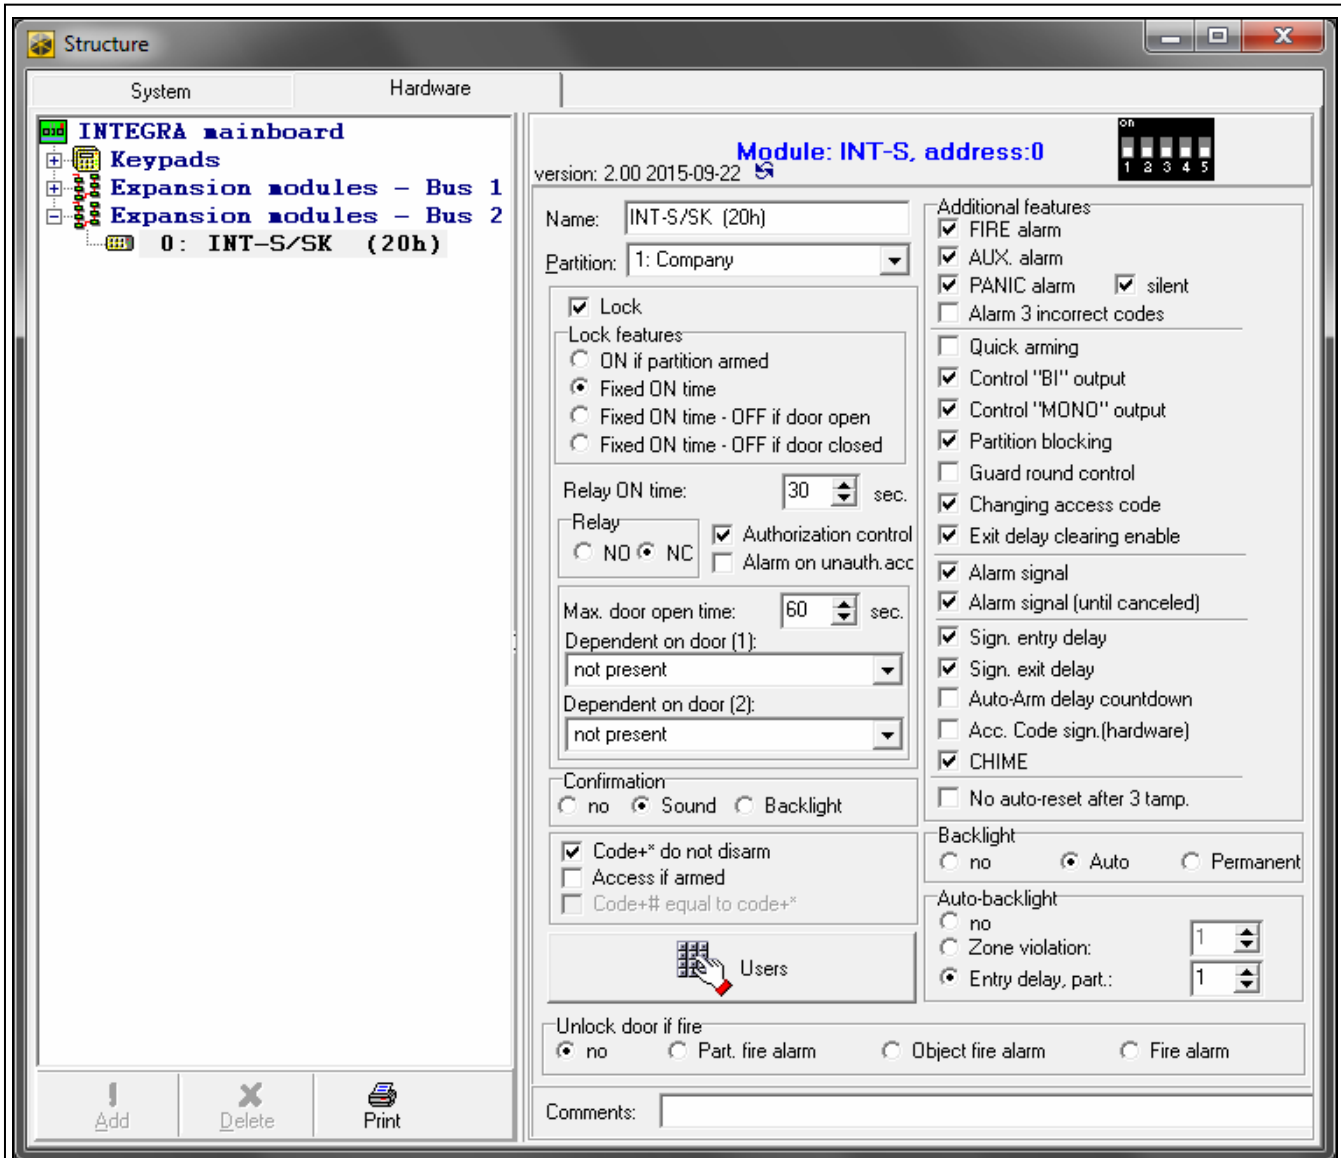 Structure
System
Hardware
INTEGRA mainboard
Keypads
Expansion modules - Bus 1
Expansion modules - Bus 2
0: INT-S/SK (20h)
Add
Delete
Print
Module: INT-S, address:0
version: 2.00 2015-09-22
on
1 2 3 4 5
Name: INT-S/SK (20h)
Partition: 1: Company
Lock
Lock features
ON if partition armed
Fixed ON time
Fixed ON time - OFF if door open
Fixed ON time - OFF if door closed
Relay ON time: 30 sec.
Relay
NO NC
Authorization control
Alarm on unauth.acc
Max. door open time: 60 sec.
Dependent on door (1):
not present
Dependent on door (2):
not present
Confirmation
no Sound Backlight
Code+* do not disarm
Access if armed
Code+# equal to code+*
Users
Additional features
FIRE alarm
AUX. alarm
PANIC alarm silent
Alarm 3 incorrect codes
Quick arming
Control "BI" output
Control "MONO" output
Partition blocking
Guard round control
Changing access code
Exit delay clearing enable
Alarm signal
Alarm signal (until canceled)
Sign. entry delay
Sign. exit delay
Auto-Arm delay countdown
Acc. Code sign.(hardware)
CHIME
No auto-reset after 3 tamp.
Backlight
no Auto Permanent
Auto-backlight
no
Zone violation: 1
Entry delay, part.: 1
Unlock door if fire
no Part. fire alarm Object fire alarm Fire alarm
Comments: